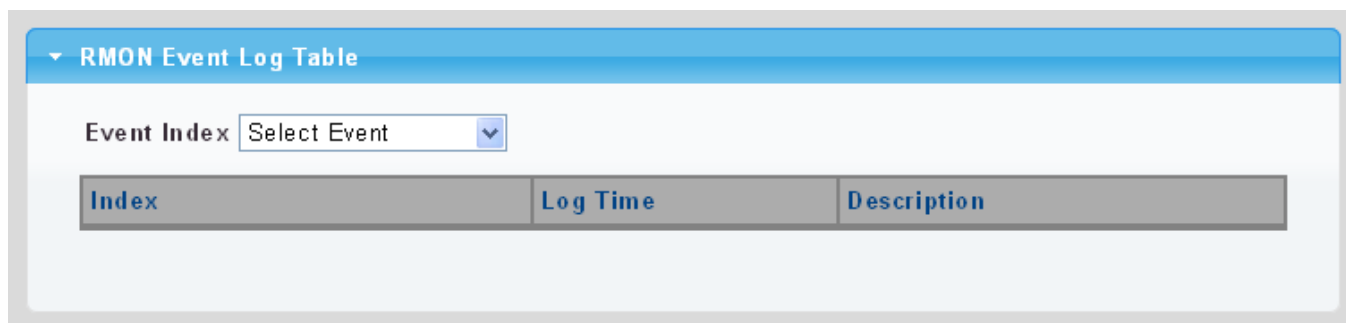 RMON Event Log Table
Event Index Select Event
Index Log Time Description